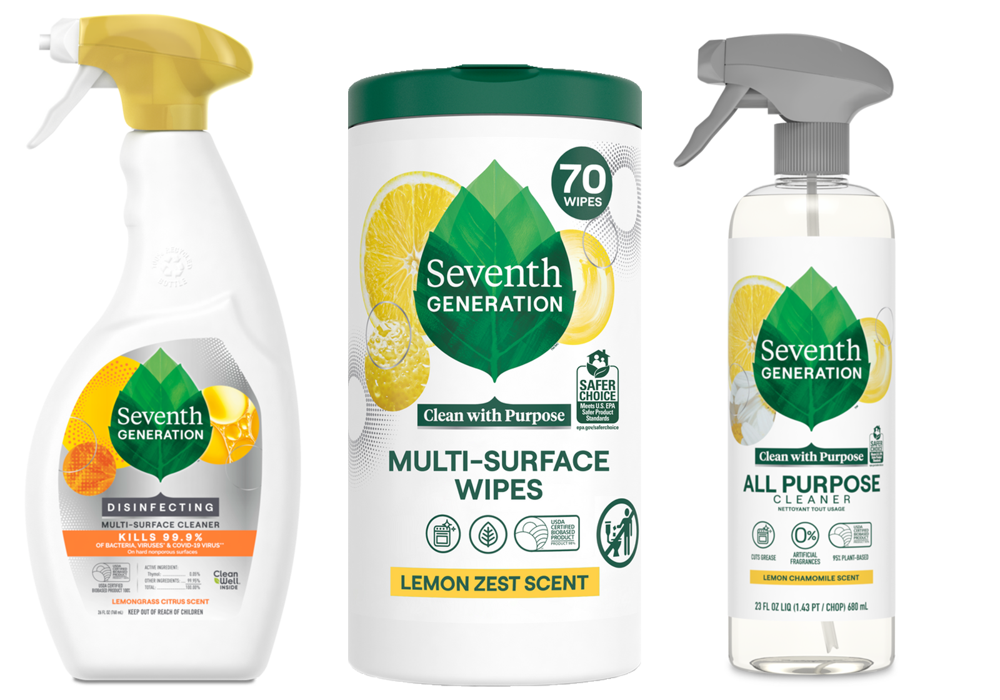 100% RECYCLED
BOTTLE
Seventh
GENERATION
DISINFECTING
MULTI-SURFACE CLEANER
KILLS 99.9%
OF BACTERIA, VIRUSES* & COVID-19 VIRUS**
On hard nonporous surfaces
USDA
CERTIFIED
BIOBASED
PRODUCT
USDA CERTIFIED
BIOBASED PRODUCT 100%
ACTIVE INGREDIENT:
Thymol: 0.05%
OTHER INGREDIENTS: 99.95%
TOTAL: 100.00%
Clean
Well.
INSIDE
LEMONGRASS CITRUS SCENT
26 FL OZ (768 mL) KEEP OUT OF REACH OF CHILDREN
70
WIPES
Seventh
GENERATION
SAFER
CHOICE
Meets U.S. EPA
Safer Product
Standards
epa.gov/saferchoice
Clean with Purpose
MULTI-SURFACE
WIPES
USDA
CERTIFIED
BIOBASED
PRODUCT
PRODUCT 98%
LEMON ZEST SCENT
Seventh
GENERATION
SAFER
CHOICE
Clean with Purpose
ALL PURPOSE
CLEANER
NETTOYANT TOUT USAGE
0%
USDA
CERTIFIED
BIOBASED
PRODUCT
CUTS GREASE
ARTIFICIAL
FRAGRANCES
95% PLANT-BASED
LEMON CHAMOMILE SCENT
23 FL OZ LIQ (1.43 PT / CHOP) 680 mL